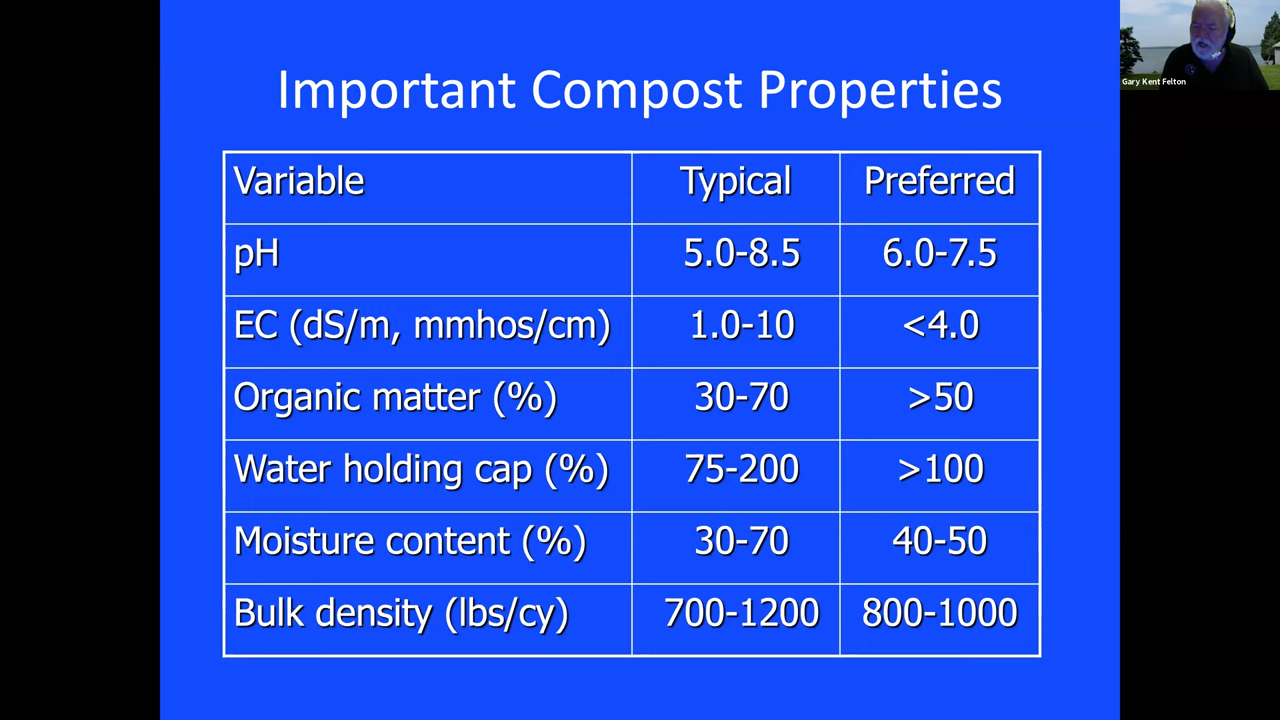 Gary Kent Felton
Important Compost Properties
Variable Typical Preferred
pH 5.0-8.5 6.0-7.5
EC (dS/m, mmhos/cm) 1.0-10 <4.0
Organic matter (%) 30-70 >50
Water holding cap (%) 75-200 >100
Moisture content (%) 30-70 40-50
Bulk density (lbs/cy) 700-1200 800-1000